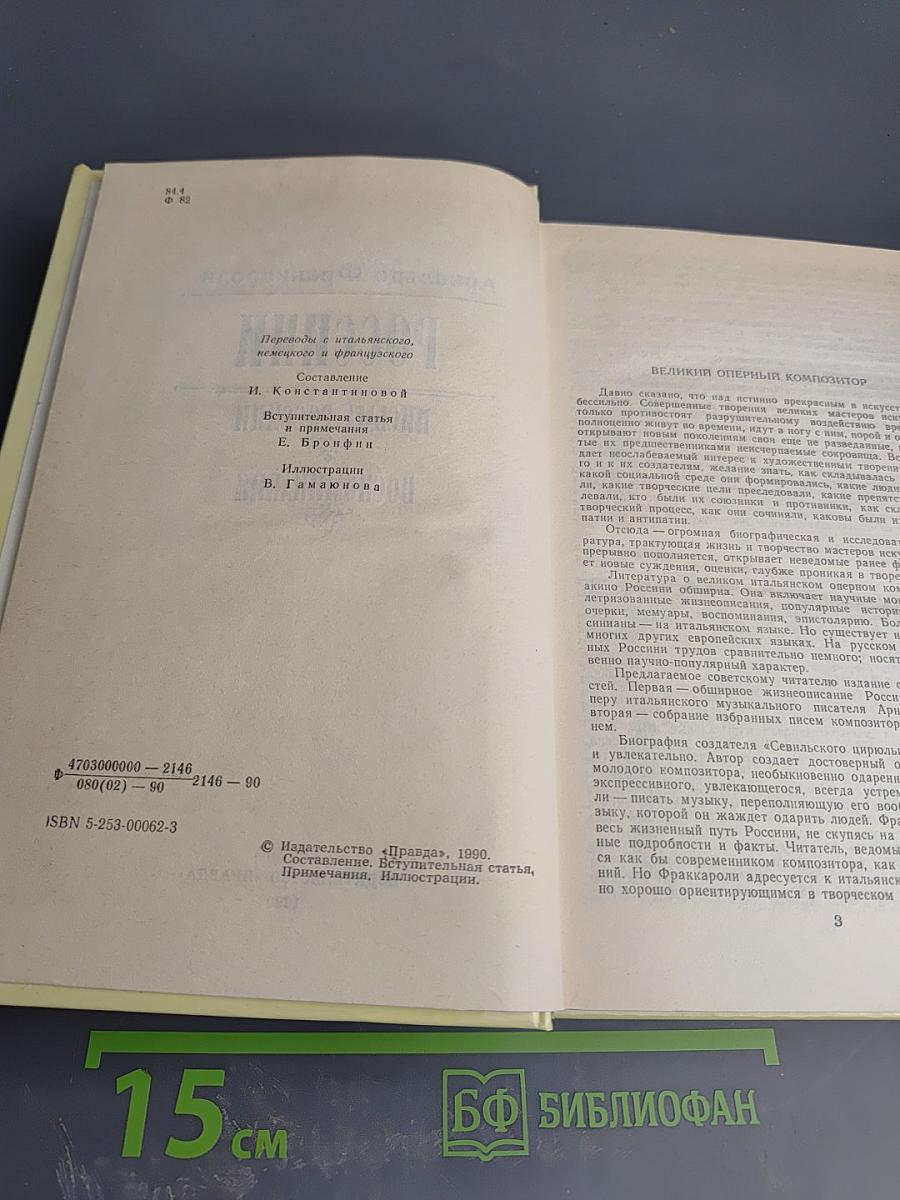 84.4
Ф 82
Переводы с итальянского,
немецкого и французского
Составление
И. Константиновой
Вступительная статья
и примечания
Е. Бронфин
Иллюстрации
В. Гамаюнова
Ф 4703000000 — 2146
080(02) — 90
2146 — 90
ISBN 5-253-00062-3
© Издательство «Правда», 1990.
Составление. Вступительная статья,
Примечания. Иллюстрации.
ВЕЛИКИЙ ОПЕРНЫЙ КОМПОЗИТОР
Давно сказано, что над истинно прекрасным в искусст
бессильно. Совершенные творения великих мастеров иск
только противостоят разрушительному воздействию вре
полноценно живут во времени, идут в ногу с ним, порой и о
открывают новым поколениям свои еще не разведанные,
тые их предшественниками неисчерпаемые сокровища. Вс
дает неослабеваемый интерес к художественным творени
го и к их создателям, желание знать, как складывалась
какой социальной среде они формировались, какие люди
ли, какие творческие цели преследовали, какие препятс
левали, кто были их союзники и противники, как скл
творческий процесс, как они сочиняли, каковы были их
патии и антипатии.
Отсюда — огромная биографическая и исследоват
ратура, трактующая жизнь и творчество мастеров иску
прерывно пополняется, открывает неведомые ранее ф
ет новые суждения, оценки, глубже проникая в творе
Литература о великом итальянском оперном ком
акино Россини обширна. Она включает научные мо
летризованные жизнеописания, популярные истори
очерки, мемуары, воспоминания, эпистолярию. Бол
синианы — на итальянском языке. Но существует и
многих других европейских языках. На русском
ных Россини трудов сравнительно немного; носят
венно научно-популярный характер.
Предлагаемое советскому читателю издание с
стей. Первая — обширное жизнеописание Росси
перу итальянского музыкального писателя Арн
вторая — собрание избранных писем композитор
нем.
Биография создателя «Севильского цирюль
и увлекательно. Автор создает достоверный о
молодого композитора, необыкновенно одарен
экспрессивного, увлекающегося, всегда устрем
ли — писать музыку, переполняющую его вооб
зыку, которой он жаждет одарить людей. Фра
весь жизненный путь Россини, не скупясь на
ные подробности и факты. Читатель, ведомы
ся как бы современником композитора, как
ний. Но Фраккароли адресуется к итальянск
но хорошо ориентирующимся в творческом
3
15 см
БФ БИБЛИОФАН